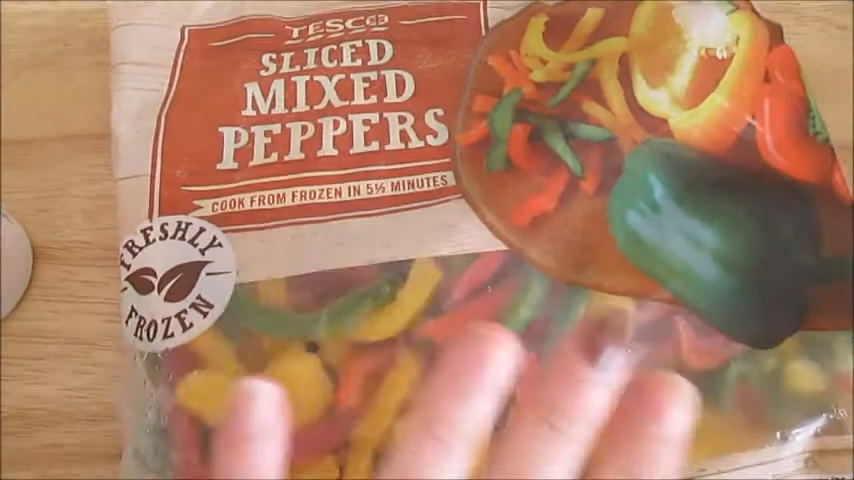 TESCO
SLICED
MIXED
PEPPERS
COOK FROM FROZEN IN 5½ MINUTES
FRESHLY
FROZEN